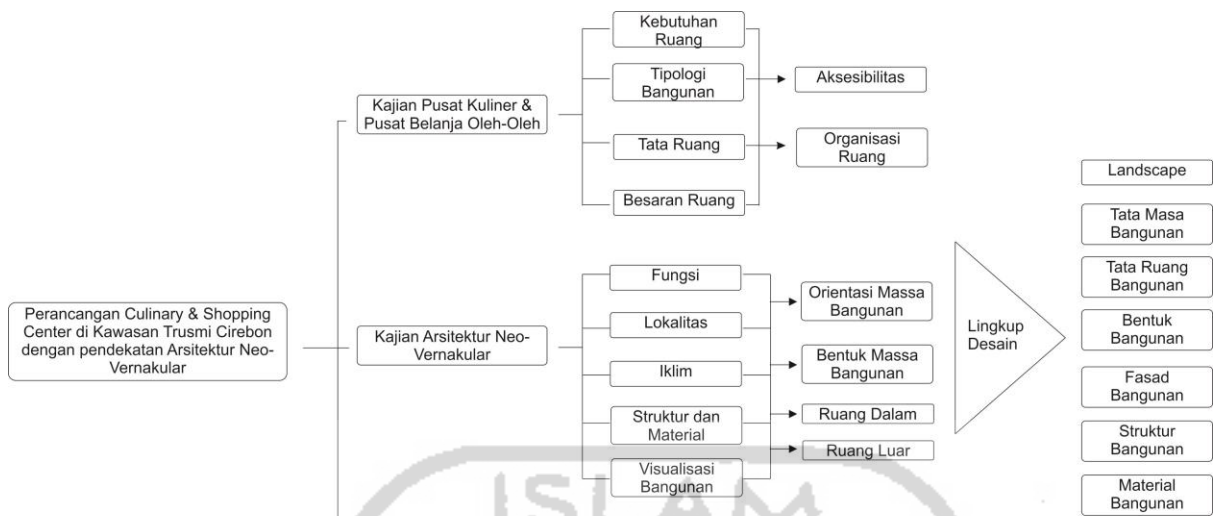 Perancangan Culinary & Shopping
Center di Kawasan Trusmi Cirebon
dengan pendekatan Arsitektur Neo-
Vernakular
Kajian Pusat Kuliner &
Pusat Belanja Oleh-Oleh
Kebutuhan
Ruang
Tipologi
Bangunan
Tata Ruang
Besaran Ruang
Aksesibilitas
Organisasi
Ruang
Kajian Arsitektur Neo-
Vernakular
Fungsi
Lokalitas
Iklim
Struktur dan
Material
Visualisasi
Bangunan
Orientasi Massa
Bangunan
Bentuk Massa
Bangunan
Ruang Dalam
Ruang Luar
Lingkup
Desain
Landscape
Tata Masa
Bangunan
Tata Ruang
Bangunan
Bentuk
Bangunan
Fasad
Bangunan
Struktur
Bangunan
Material
Bangunan
ISLAM